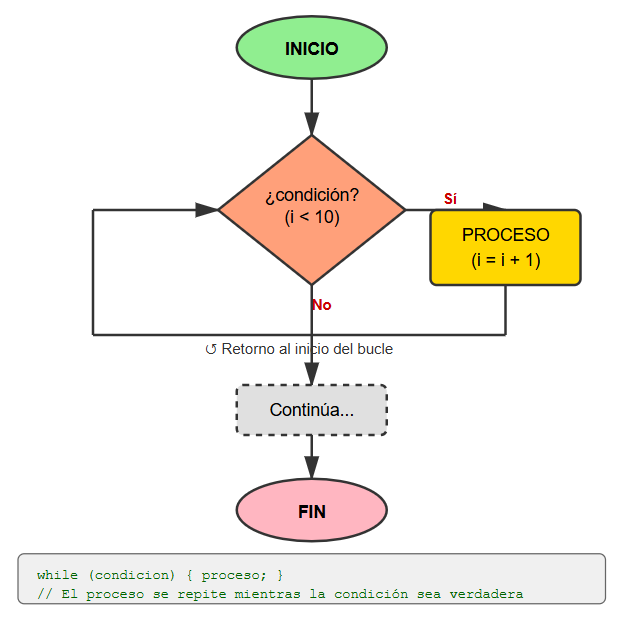 INICIO
¿condición?
(i < 10)
Sí
PROCESO
(i = i + 1)
No
↺ Retorno al inicio del bucle
Continúa...
FIN
while (condicion) { proceso; }
// El proceso se repite mientras la condición sea verdadera